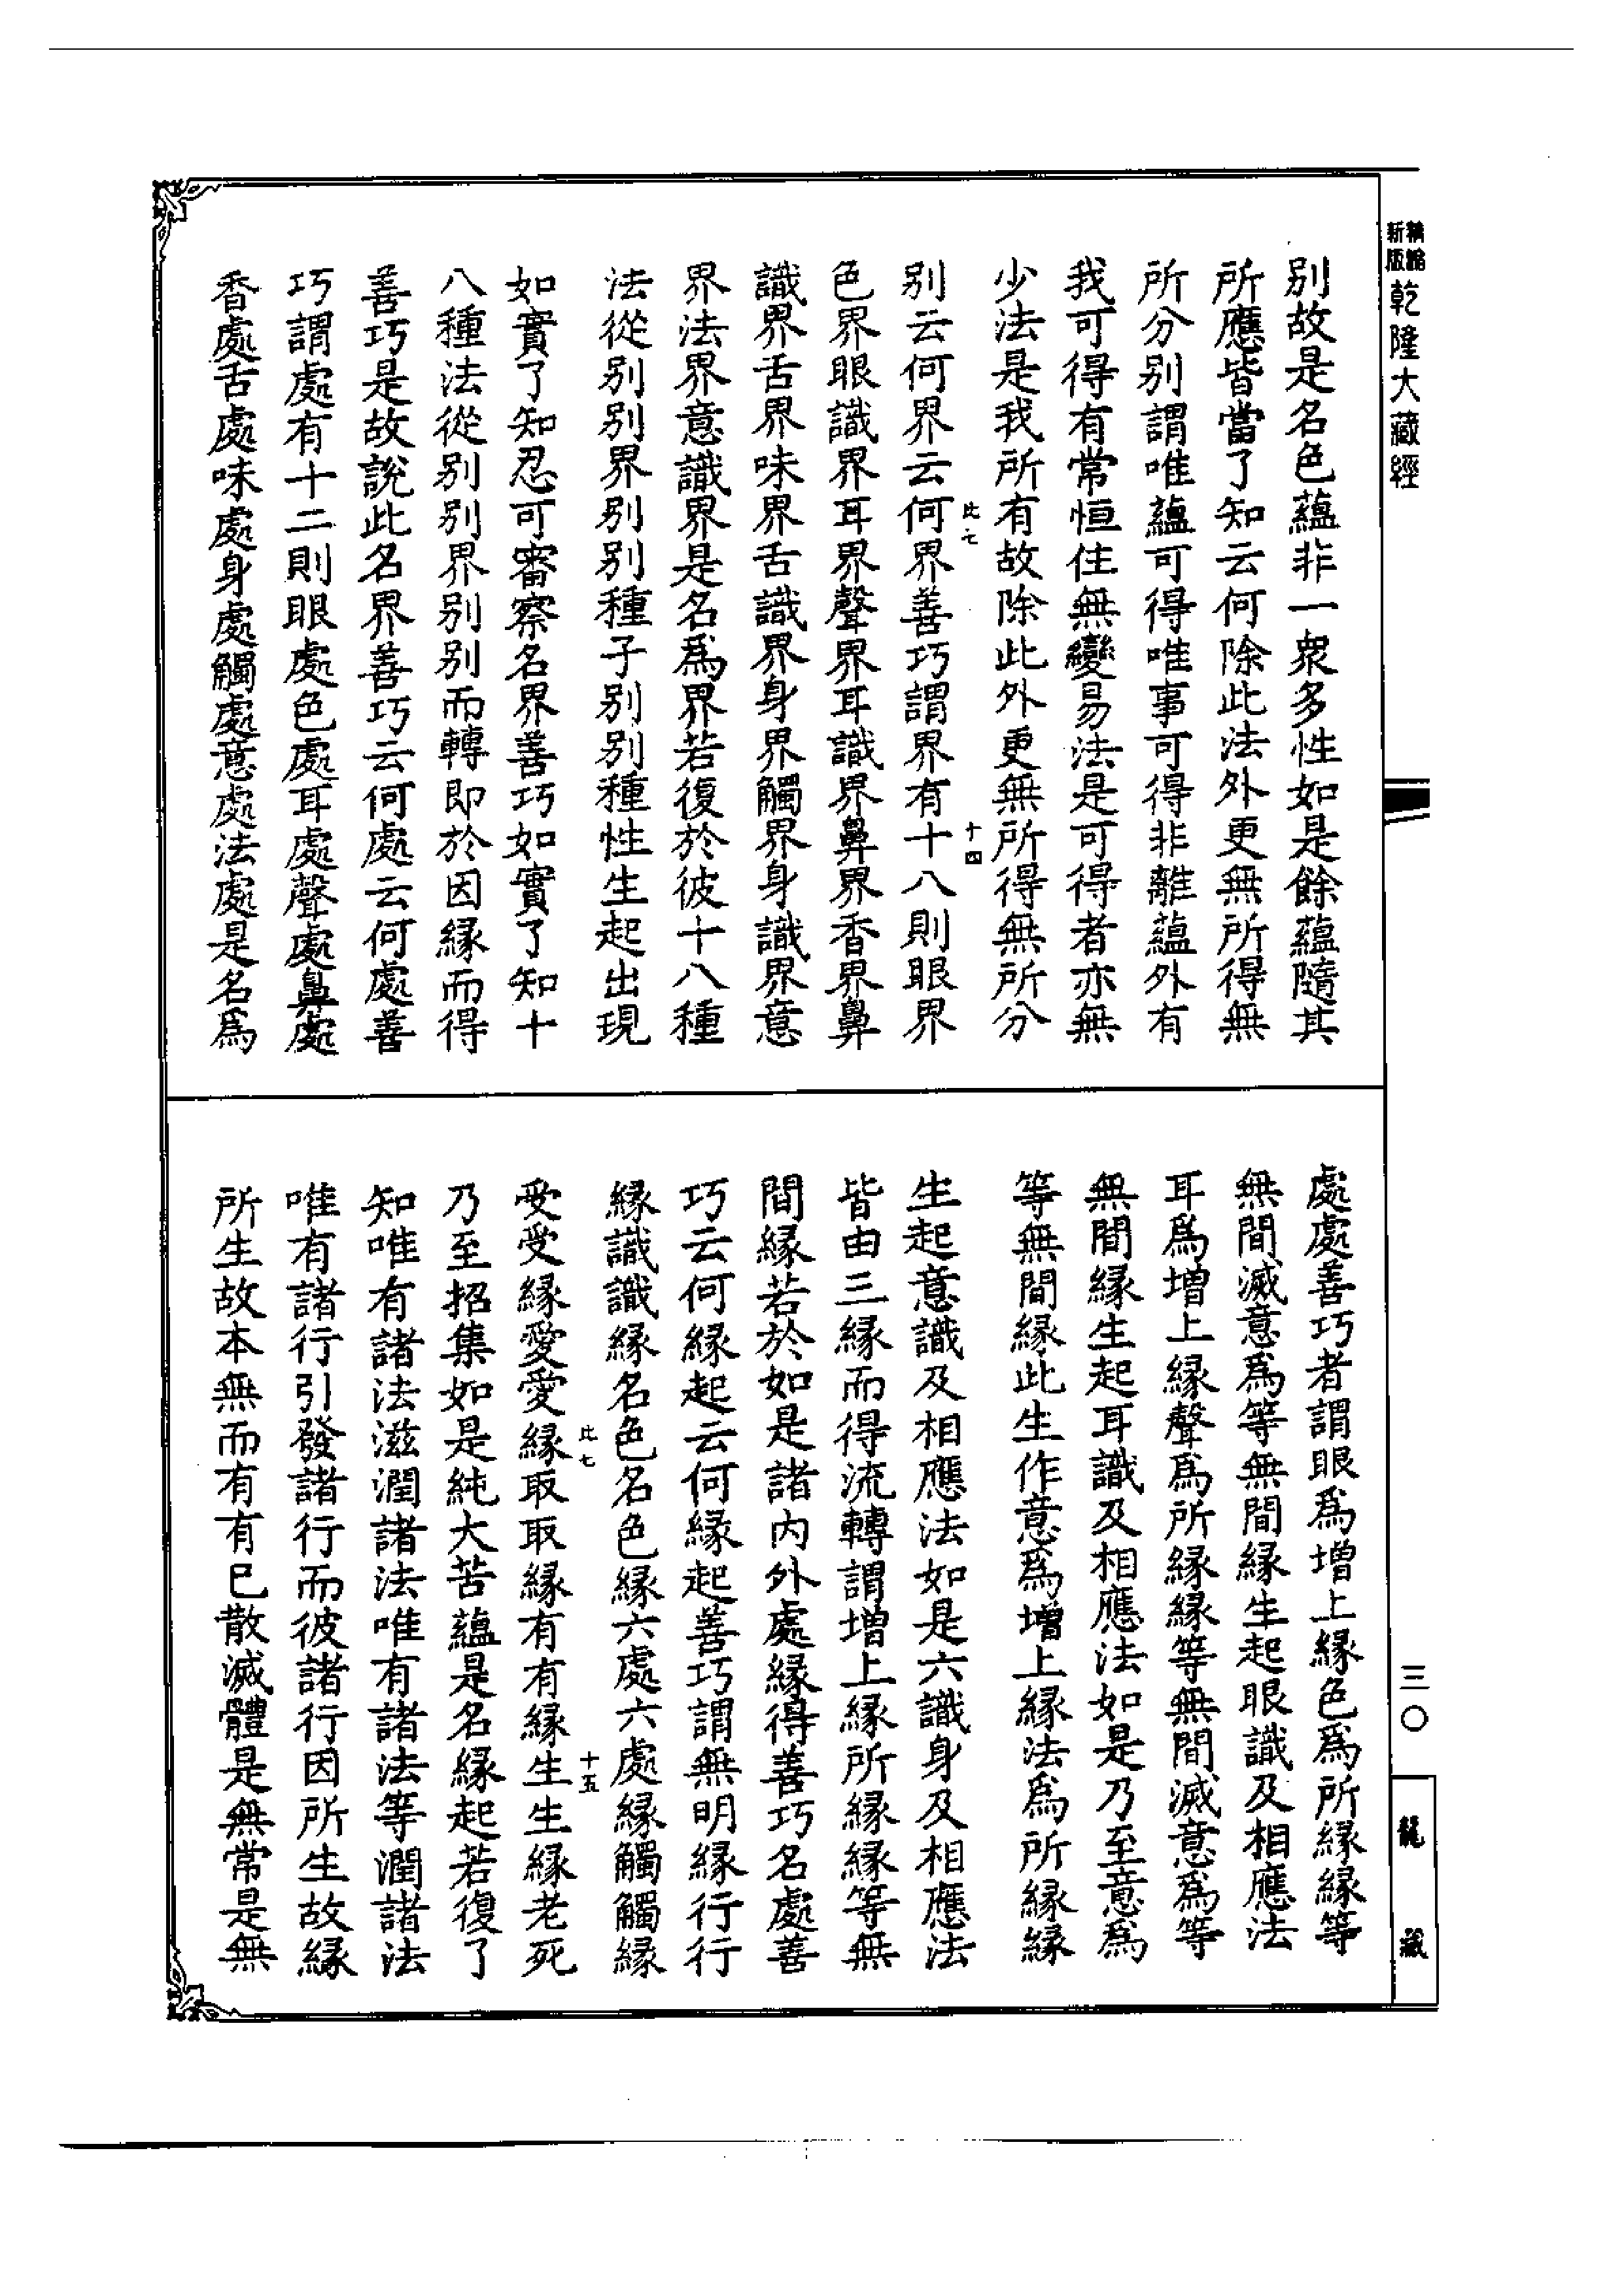 新版精縮乾隆大藏經
別故是名色蘊非一衆多性如是餘蘊隨其
所應皆當了知云何除此法外更無所得無
所分別謂唯蘊可得唯事可得非離蘊外有
我可得有常恒住無變易法是可得者亦無
少法是我所有故除此外更無所得無所分
別云何界云何界善巧謂界有十八則眼界
此七 十四
色界眼識界耳界聲界耳識界鼻界香界鼻
識界舌界味界舌識界身界觸界身識界意
界法界意識界是名爲界若復於彼十八種
法從別別界別別種子別別種性生起出現
如實了知忍可審察名界善巧如實了知十
八種法從別別界別別而轉即於因緣而得
善巧是故說此名界善巧云何處云何處善
巧謂處有十二則眼處色處耳處聲處鼻處
香處舌處味處身處觸處意處法處是名爲
處處善巧者謂眼爲增上緣色爲所緣緣等
無間滅意爲等無間緣生起眼識及相應法
耳爲增上緣聲爲所緣緣等無間滅意爲等
無間緣生起耳識及相應法如是乃至意爲
等無間緣此生作意爲增上緣法爲所緣緣
生起意識及相應法如是六識身及相應法
皆由三緣而得流轉謂增上緣所緣緣等無
間緣若於如是諸內外處緣得善巧名處善
巧云何緣起云何緣起善巧謂無明緣行行
緣識識緣名色名色緣六處六處緣觸觸緣
此七 十五
受受緣愛愛緣取取緣有有緣生生緣老死
乃至招集如是純大苦蘊是名緣起若復了
知唯有諸法滋潤諸法唯有諸法等潤諸法
唯有諸行引發諸行而彼諸行因所生故緣
所生故本無而有有已散滅體是無常是無
三〇
龍藏